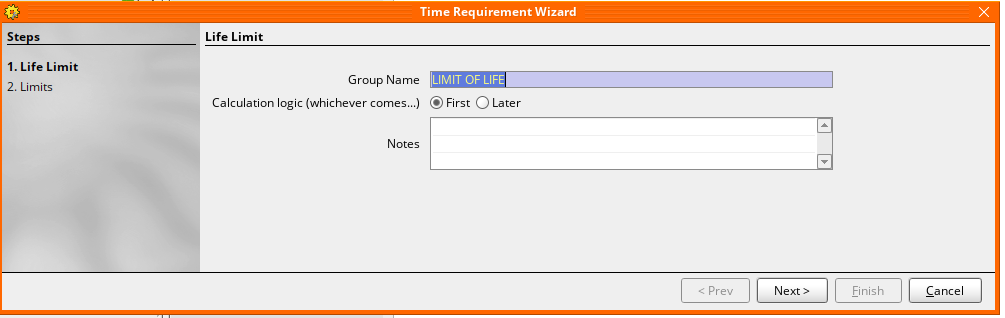 Time Requirement Wizard
Steps
1. Life Limit
2. Limits
Life Limit
Group Name LIMIT OF LIFE
Calculation logic (whichever comes...) First Later
Notes
< Prev Next > Finish Cancel